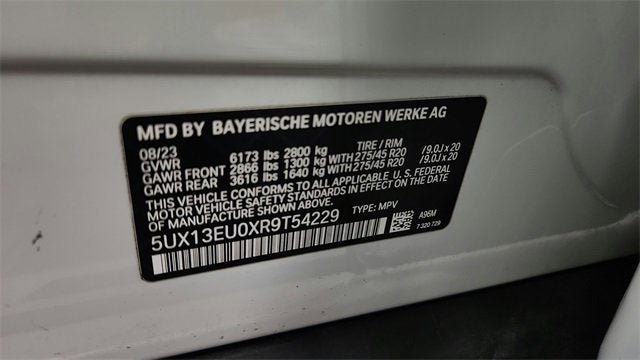 MFD BY BAYERISCHE MOTOREN WERKE AG
08/23 TIRE / RIM
GVWR 6173 lbs 2800 kg
GAWR FRONT 2866 lbs 1300 kg WITH 275/45 R20 /9.0J x 20
GAWR REAR 3616 lbs 1640 kg WITH 275/45 R20 /9.0J x 20
THIS VEHICLE CONFORMS TO ALL APPLICABLE U. S. FEDERAL
MOTOR VEHICLE SAFETY STANDARDS IN EFFECT ON THE DATE
OF MANUFACTURE SHOWN ABOVE.
5UX13EU0XR9T54229 TYPE: MPV
A96M
7 320 729